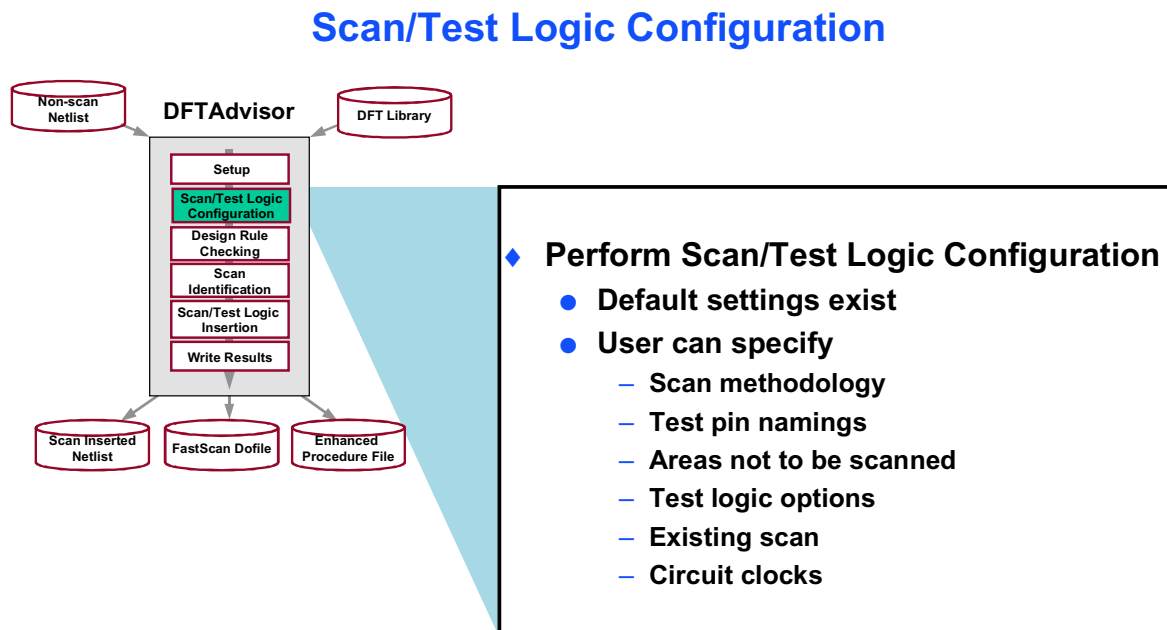 Scan/Test Logic Configuration
Non-scan
Netlist
DFTAdvisor
DFT Library
Setup
Scan/Test Logic
Configuration
Design Rule
Checking
Scan
Identification
Scan/Test Logic
Insertion
Write Results
Scan Inserted
Netlist
FastScan Dofile
Enhanced
Procedure File
♦ Perform Scan/Test Logic Configuration
● Default settings exist
● User can specify
– Scan methodology
– Test pin namings
– Areas not to be scanned
– Test logic options
– Existing scan
– Circuit clocks